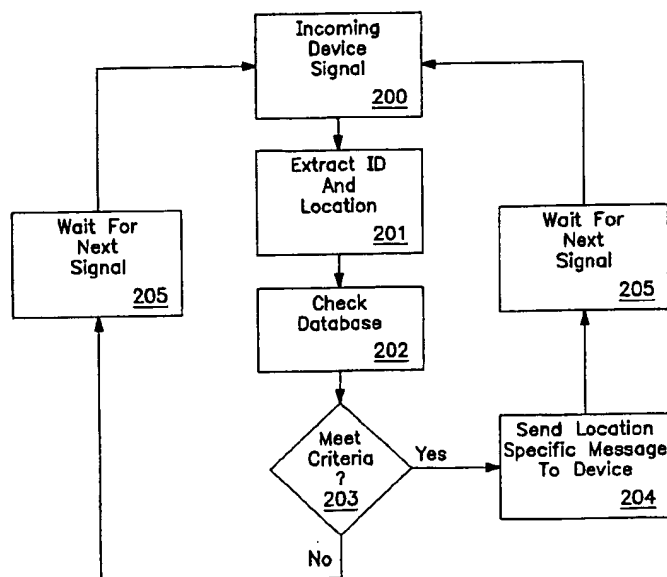 Incoming
Device
Signal
200
Extract ID
And
Location
201
Wait For
Next
Signal
205
Wait For
Next
Signal
205
Check
Database
202
Meet
Criteria
?
203
Yes
Send Location
Specific Message
To Device
204
No